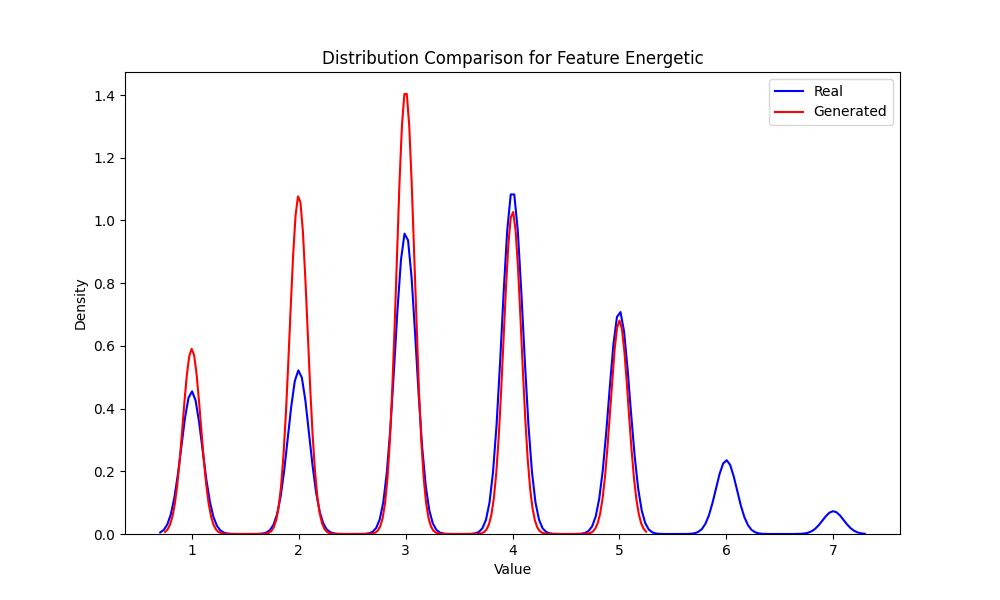 Distribution Comparison for Feature Energetic
Real
Generated
1.4
1.2
1.0
0.8
0.6
0.4
0.2
0.0
Density
1 2 3 4 5 6 7
Value